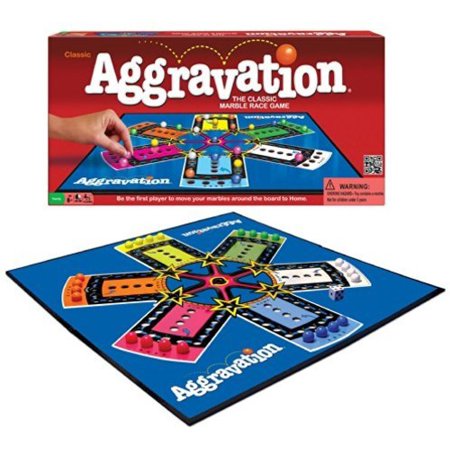 Classic
Aggravation®
THE CLASSIC
MARBLE RACE GAME
Aggravation
WARNING:
Be the first player to move your marbles around the board to Home.
Aggravation
Aggravation